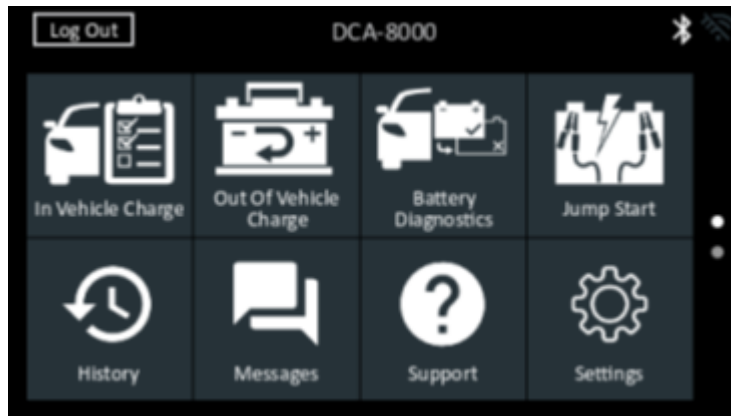 Log Out
DCA-8000
In Vehicle Charge
Out Of Vehicle
Charge
Battery
Diagnostics
Jump Start
History
Messages
Support
Settings